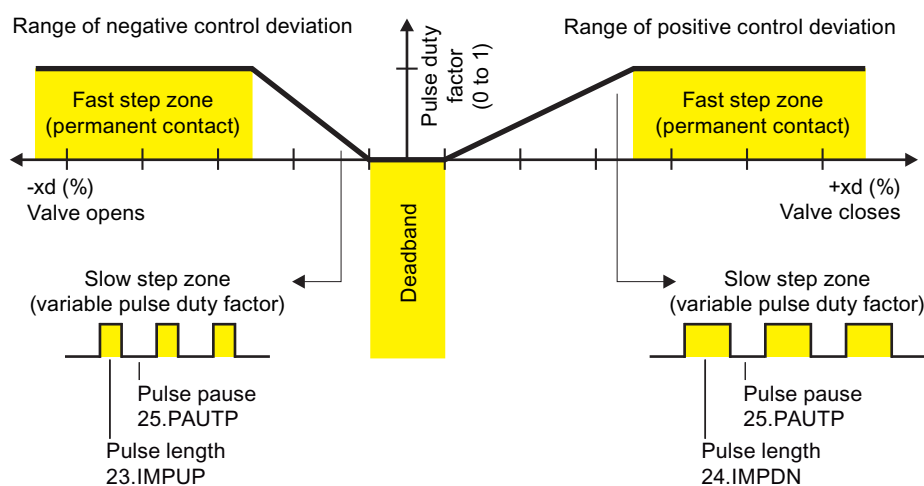 Range of negative control deviation
Range of positive control deviation
Pulse duty
factor
(0 to 1)
Fast step zone
(permanent contact)
Fast step zone
(permanent contact)
-xd (%)
Valve opens
+xd (%)
Valve closes
Deadband
Slow step zone
(variable pulse duty factor)
Slow step zone
(variable pulse duty factor)
Pulse pause
25.PAUTP
Pulse length
23.IMPUP
Pulse pause
25.PAUTP
Pulse length
24.IMPDN